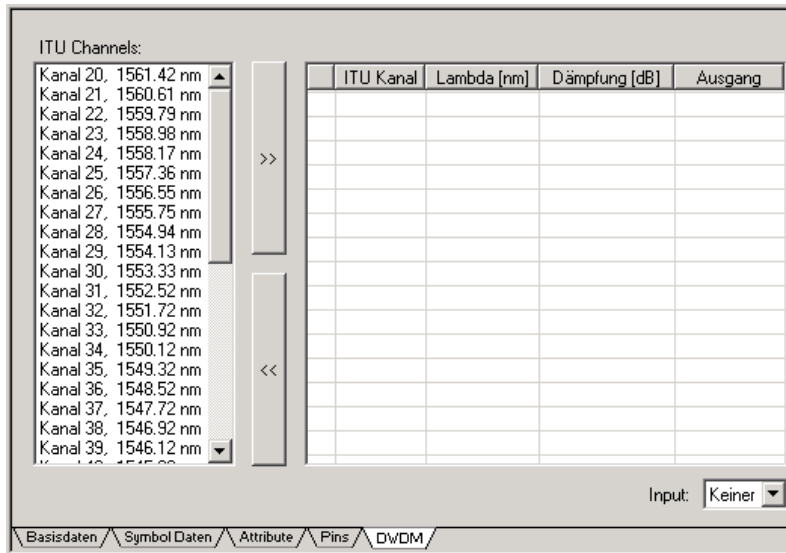 ITU Channels:
Kanal 20, 1561.42 nm
Kanal 21, 1560.61 nm
Kanal 22, 1559.79 nm
Kanal 23, 1558.98 nm
Kanal 24, 1558.17 nm
Kanal 25, 1557.36 nm
Kanal 26, 1556.55 nm
Kanal 27, 1555.75 nm
Kanal 28, 1554.94 nm
Kanal 29, 1554.13 nm
Kanal 30, 1553.33 nm
Kanal 31, 1552.52 nm
Kanal 32, 1551.72 nm
Kanal 33, 1550.92 nm
Kanal 34, 1550.12 nm
Kanal 35, 1549.32 nm
Kanal 36, 1548.52 nm
Kanal 37, 1547.72 nm
Kanal 38, 1546.92 nm
Kanal 39, 1546.12 nm
>>
<<
ITU Kanal Lambda [nm] Dämpfung [dB] Ausgang
Input: Keiner
Basisdaten Symbol Daten Attribute Pins DWDM